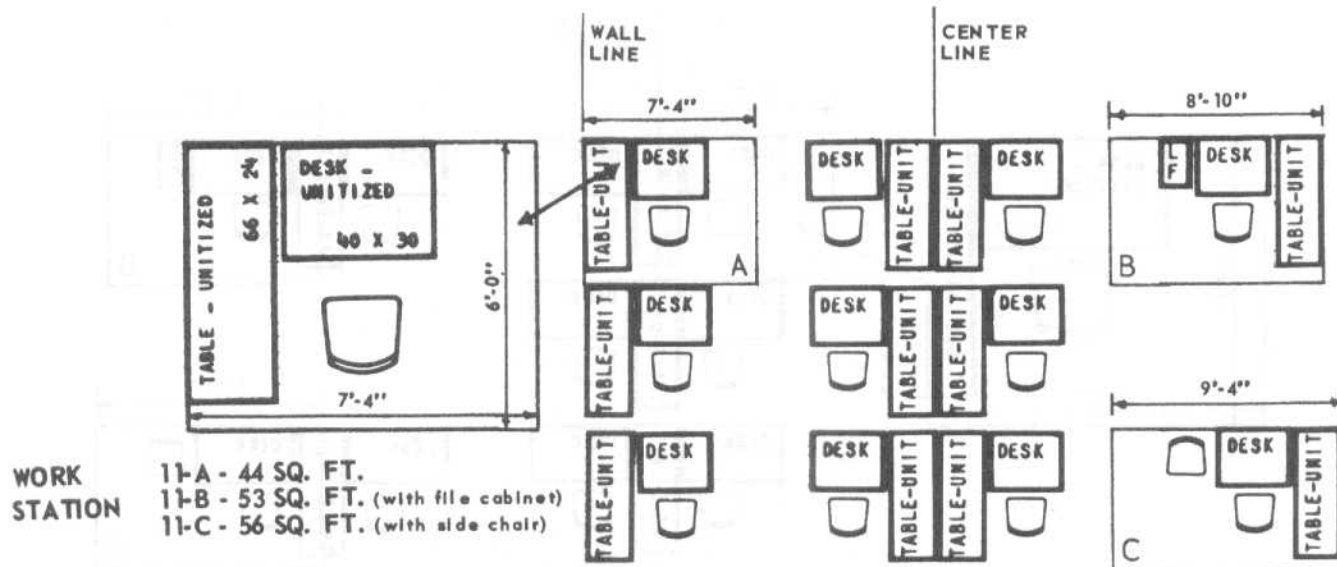 WALL
LINE
CENTER
LINE
7'-4"
8'-10"
TABLE - UNITIZED
66 X 24
DESK -
UNITIZED
40 X 30
6'-0"
7'-4"
TABLE-UNIT
DESK
A
TABLE-UNIT
DESK
TABLE-UNIT
DESK
DESK
TABLE-UNIT
TABLE-UNIT
DESK
DESK
TABLE-UNIT
TABLE-UNIT
DESK
DESK
TABLE-UNIT
TABLE-UNIT
DESK
LF
DESK
TABLE-UNIT
B
9'-4"
DESK
TABLE-UNIT
C
WORK
STATION
11-A - 44 SQ. FT.
11-B - 53 SQ. FT. (with file cabinet)
11-C - 56 SQ. FT. (with side chair)